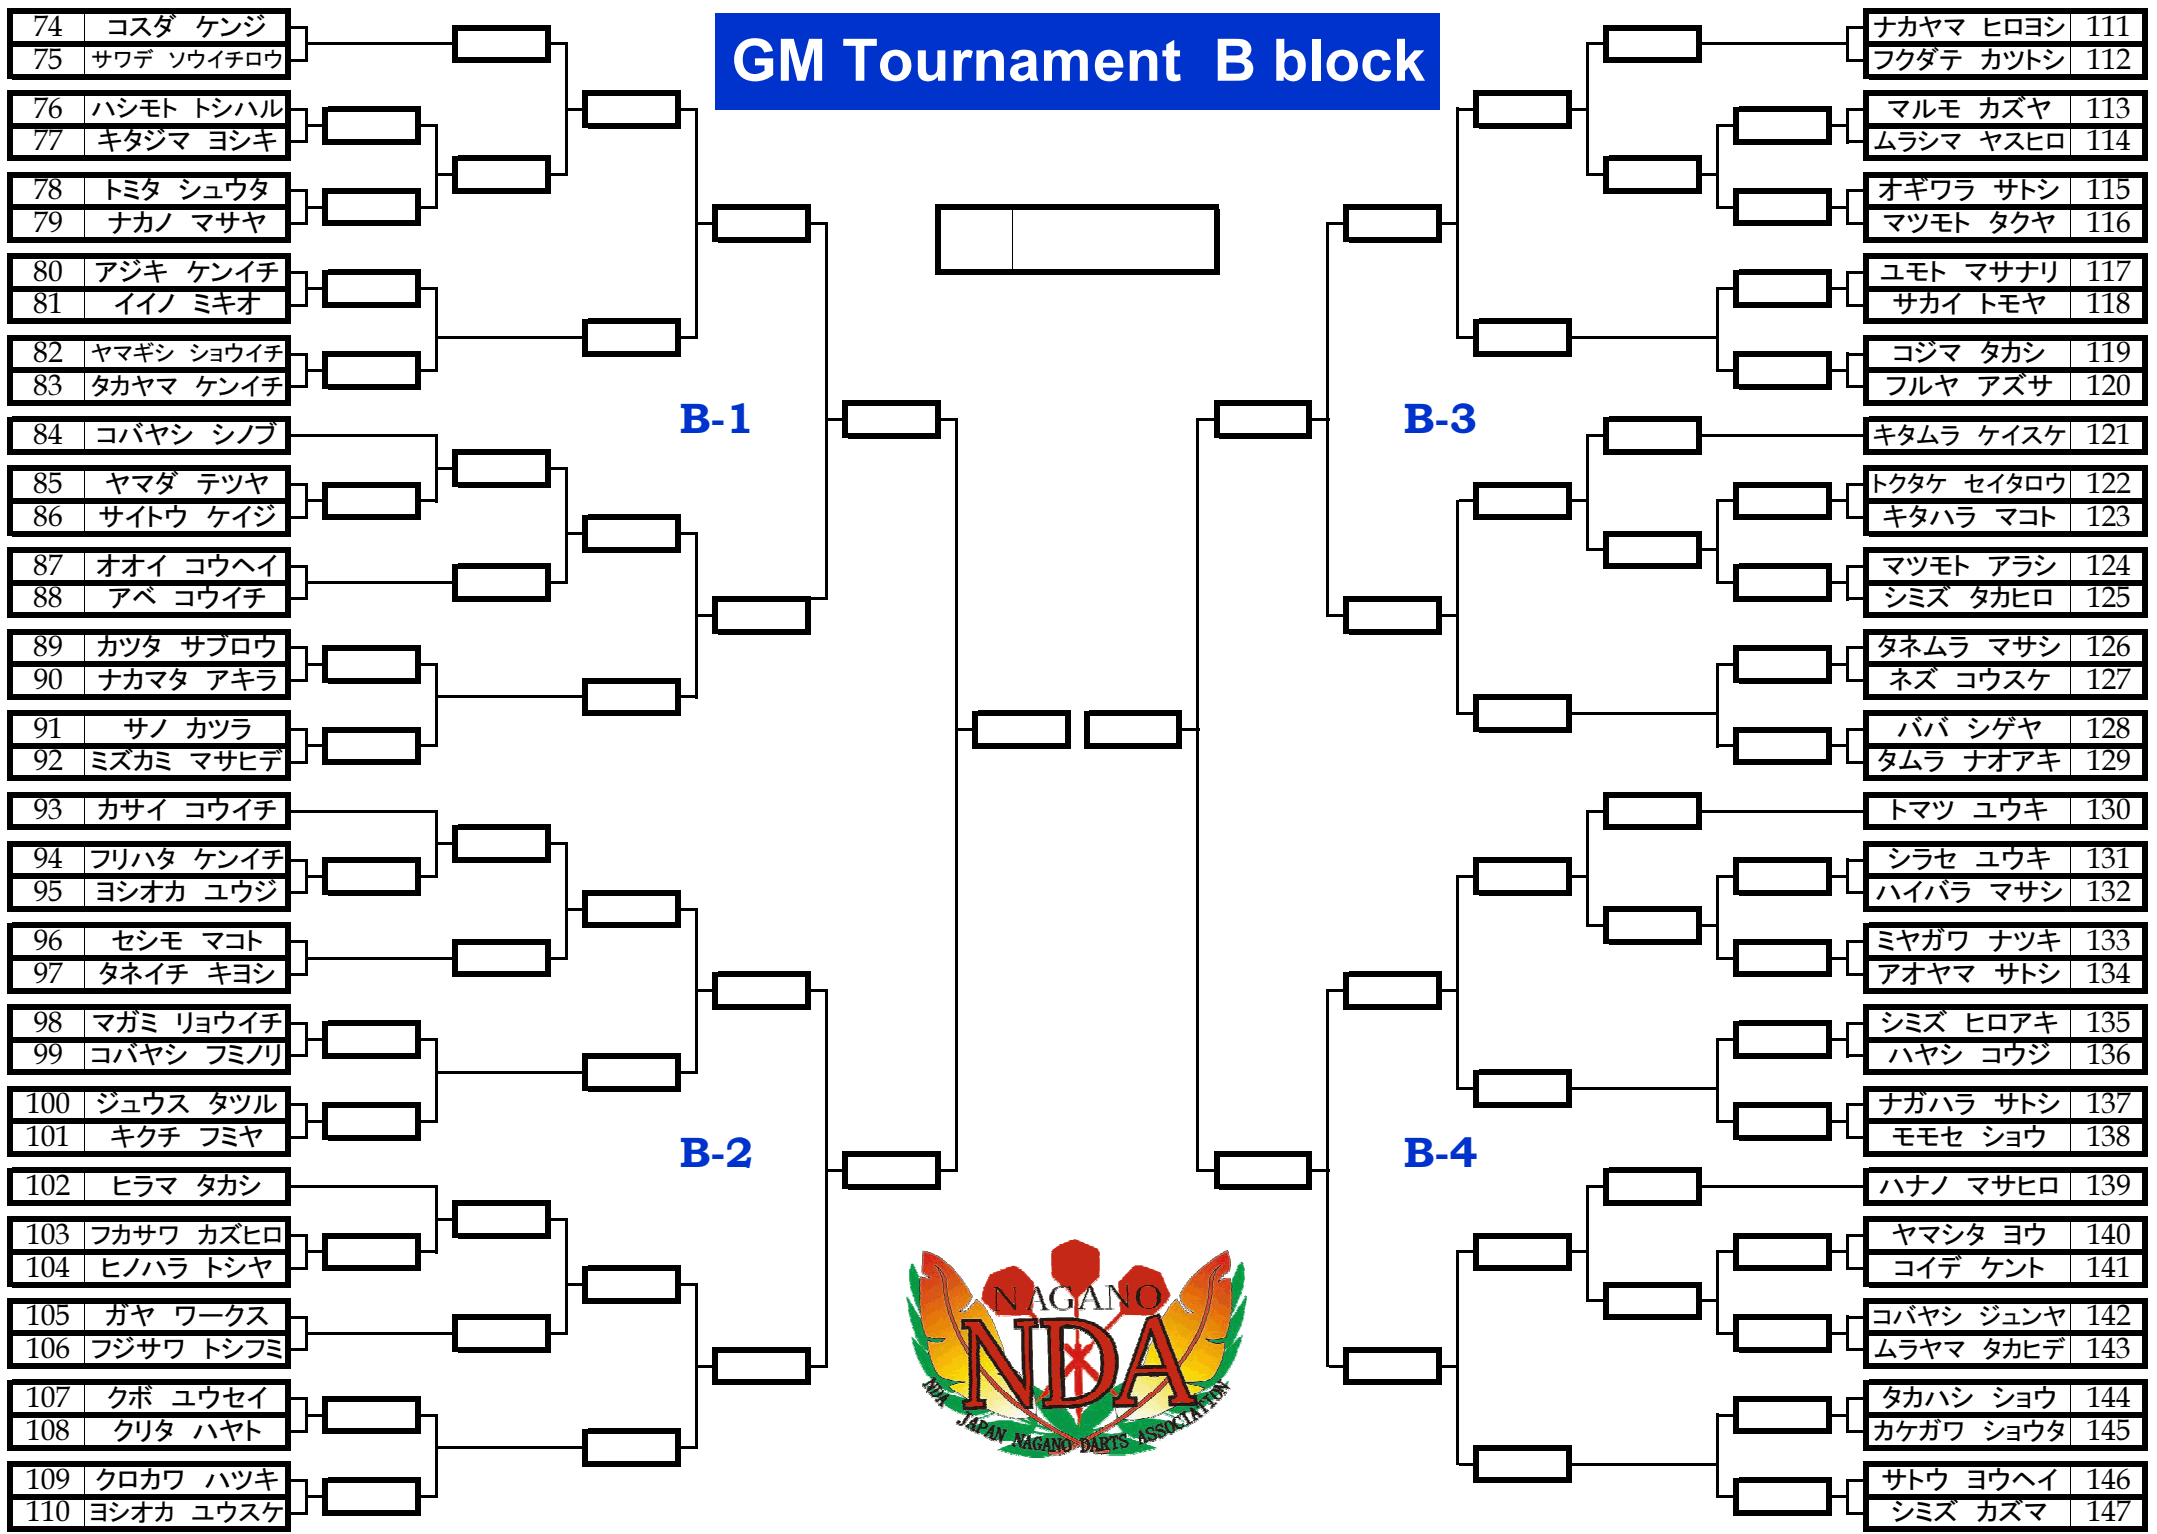 GM Tournament B block
74 コスダ ケンジ
75 サワデ ソウイチロウ
76 ハシモト トシハル
77 キタジマ ヨシキ
78 トミタ シュウタ
79 ナカノ マサヤ
80 アジキ ケンイチ
81 イイノ ミキオ
82 ヤマギシ ショウイチ
83 タカヤマ ケンイチ
84 コバヤシ シノブ
85 ヤマダ テツヤ
86 サイトウ ケイジ
87 オオイ コウヘイ
88 アベ コウイチ
89 カツタ サブロウ
90 ナカマタ アキラ
91 サノ カツラ
92 ミズカミ マサヒデ
93 カサイ コウイチ
94 フリハタ ケンイチ
95 ヨシオカ ユウジ
96 セシモ マコト
97 タネイチ キヨシ
98 マガミ リョウイチ
99 コバヤシ フミノリ
100 ジュウス タツル
101 キクチ フミヤ
102 ヒラマ タカシ
103 フカサワ カズヒロ
104 ヒノハラ トシヤ
105 ガヤ ワークス
106 フジサワ トシフミ
107 クボ ユウセイ
108 クリタ ハヤト
109 クロカワ ハツキ
110 ヨシオカ ユウスケ
B-1
B-2
B-3
B-4
NAGANO
NDA
NDA JAPAN NAGANO DARTS ASSOCIATION
ナカヤマ ヒロヨシ 111
フクダテ カツトシ 112
マルモ カズヤ 113
ムラシマ ヤスヒロ 114
オギワラ サトシ 115
マツモト タクヤ 116
ユモト マサナリ 117
サカイ トモヤ 118
コジマ タカシ 119
フルヤ アズサ 120
キタムラ ケイスケ 121
トクタケ セイタロウ 122
キタハラ マコト 123
マツモト アラシ 124
シミズ タカヒロ 125
タネムラ マサシ 126
ネズ コウスケ 127
ババ シゲヤ 128
タムラ ナオアキ 129
トマツ ユウキ 130
シラセ ユウキ 131
ハイバラ マサシ 132
ミヤガワ ナツキ 133
アオヤマ サトシ 134
シミズ ヒロアキ 135
ハヤシ コウジ 136
ナガハラ サトシ 137
モモセ ショウ 138
ハナノ マサヒロ 139
ヤマシタ ヨウ 140
コイデ ケント 141
コバヤシ ジュンヤ 142
ムラヤマ タカヒデ 143
タカハシ ショウ 144
カケガワ ショウタ 145
サトウ ヨウヘイ 146
シミズ カズマ 147